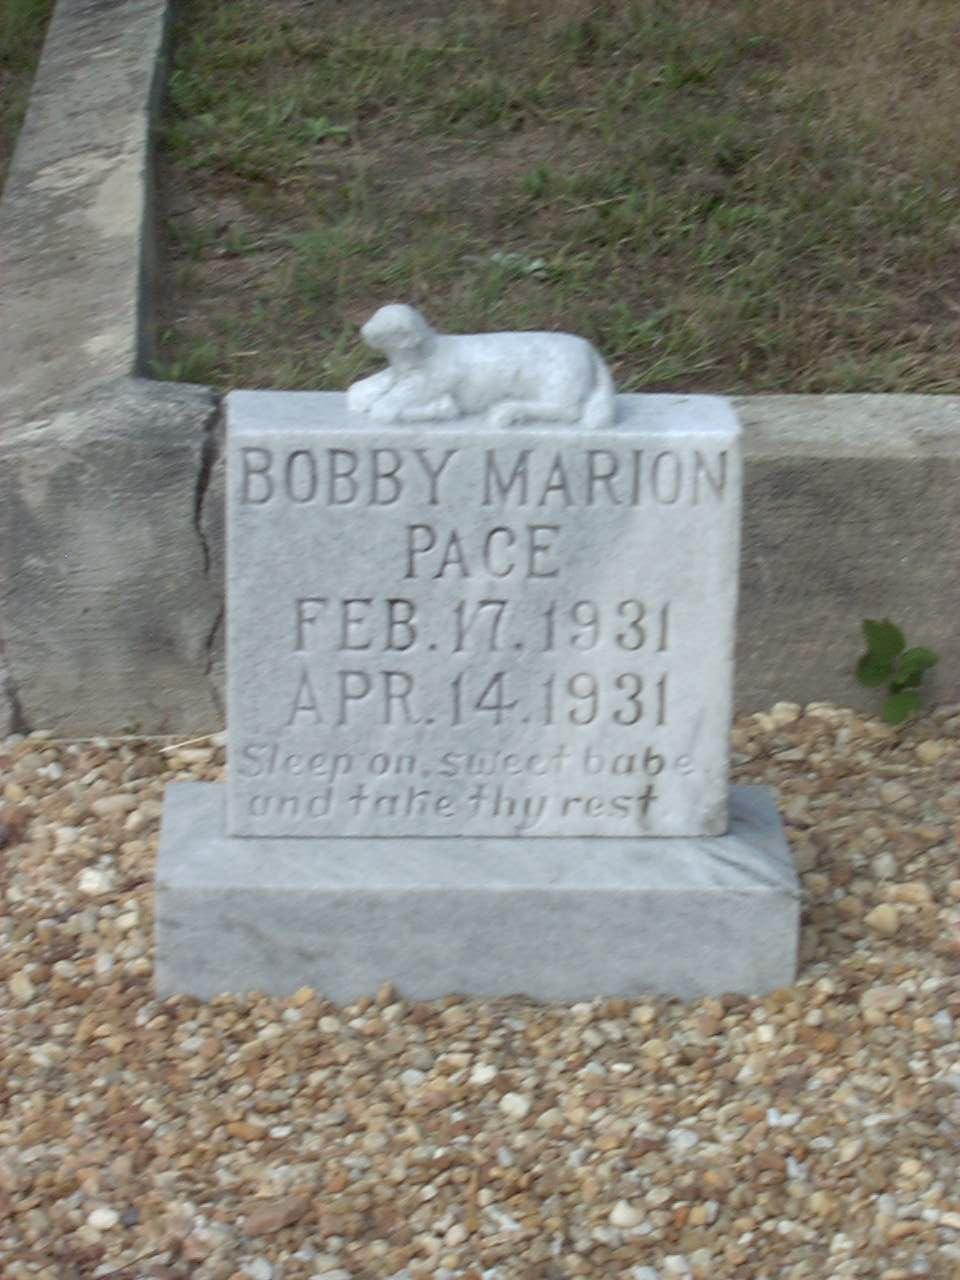 BOBBY MARION
PACE
FEB. 17. 1931
APR. 14. 1931
Sleep on, sweet babe
and take thy rest